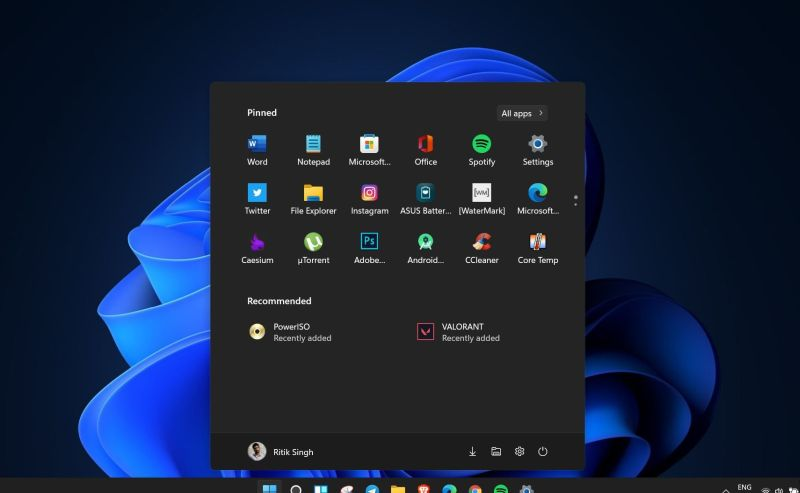 Pinned
All apps
Word
Notepad
Microsoft...
Office
Spotify
Settings
Twitter
File Explorer
Instagram
ASUS Batter...
[WaterMark]
Microsoft...
Caesium
µTorrent
Adobe...
Android...
CCleaner
Core Temp
Recommended
PowerISO
Recently added
VALORANT
Recently added
Ritik Singh
ENG